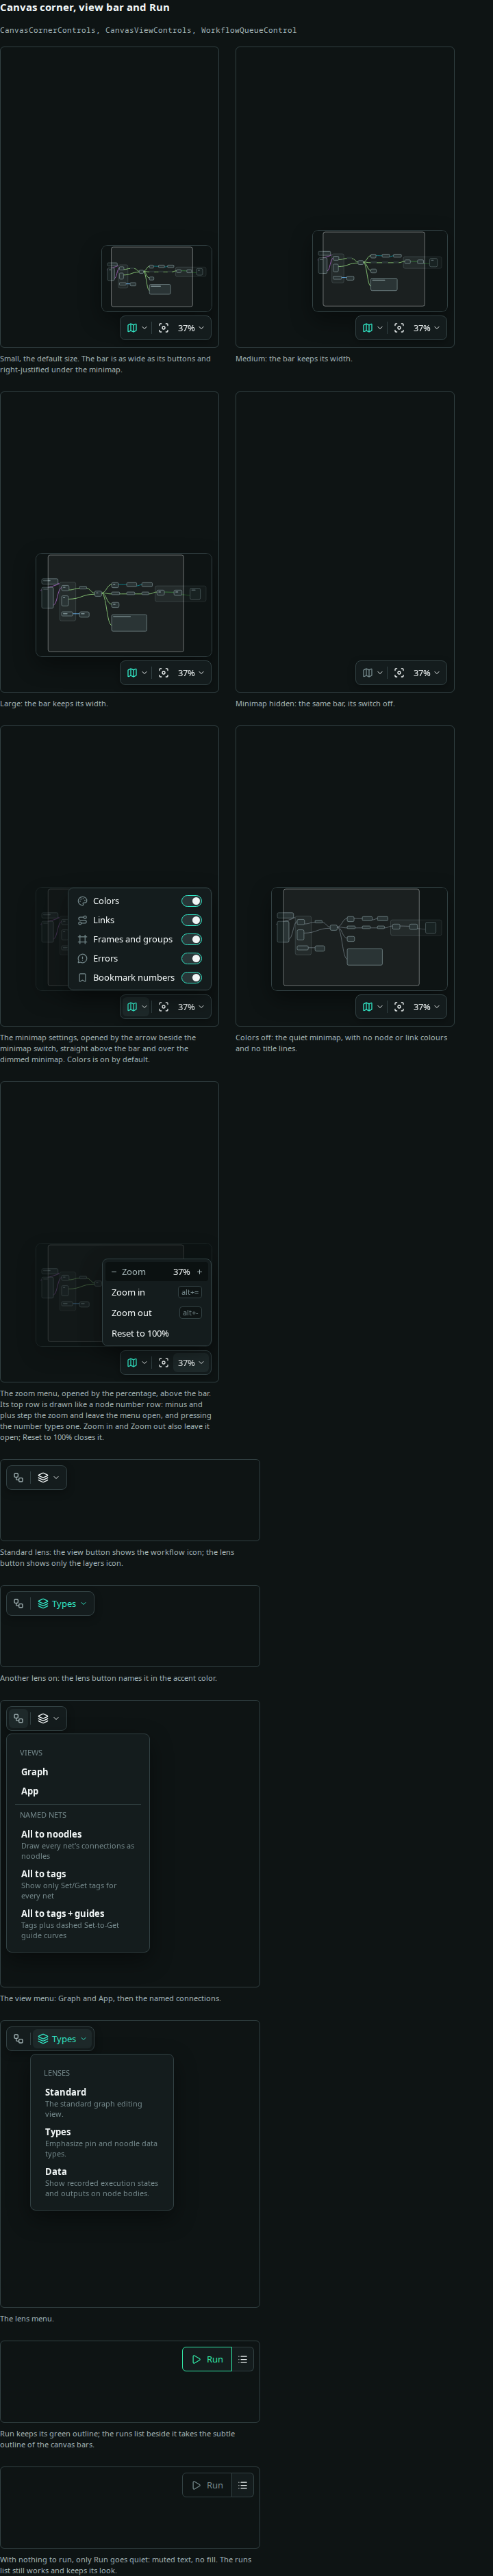 Canvas corner, view bar and Run
CanvasCornerControls, CanvasViewControls, WorkflowQueueControl
37%
37%
Small, the default size. The bar is as wide as its buttons and
right-justified under the minimap.
Medium: the bar keeps its width.
37%
37%
Large: the bar keeps its width.
Minimap hidden: the same bar, its switch off.
Colors
Links
Frames and groups
Errors
Bookmark numbers
37%
37%
The minimap settings, opened by the arrow beside the
minimap switch, straight above the bar and over the
dimmed minimap. Colors is on by default.
Colors off: the quiet minimap, with no node or link colours
and no title lines.
− Zoom 37% +
Zoom in alt+=
Zoom out alt+-
Reset to 100%
37%
The zoom menu, opened by the percentage, above the bar.
Its top row is drawn like a node number row: minus and
plus step the zoom and leave the menu open, and pressing
the number types one. Zoom in and Zoom out also leave it
open; Reset to 100% closes it.
Standard lens: the view button shows the workflow icon; the lens
button shows only the layers icon.
Types
Another lens on: the lens button names it in the accent color.
VIEWS
Graph
App
NAMED NETS
All to noodles
Draw every net's connections as
noodles
All to tags
Show only Set/Get tags for
every net
All to tags + guides
Tags plus dashed Set-to-Get
guide curves
The view menu: Graph and App, then the named connections.
Types
LENSES
Standard
The standard graph editing
view.
Types
Emphasize pin and noodle data
types.
Data
Show recorded execution states
and outputs on node bodies.
The lens menu.
Run
Run keeps its green outline; the runs list beside it takes the subtle
outline of the canvas bars.
Run
With nothing to run, only Run goes quiet: muted text, no fill. The runs
list still works and keeps its look.